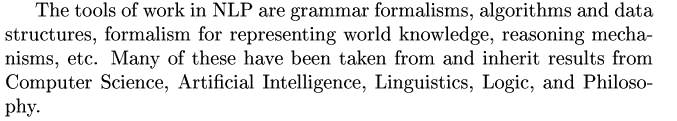 The tools of work in NLP are grammar formalisms, algorithms and data
structures, formalism for representing world knowledge, reasoning mecha-
nisms, etc. Many of these have been taken from and inherit results from
Computer Science, Artificial Intelligence, Linguistics, Logic, and Philoso-
phy.